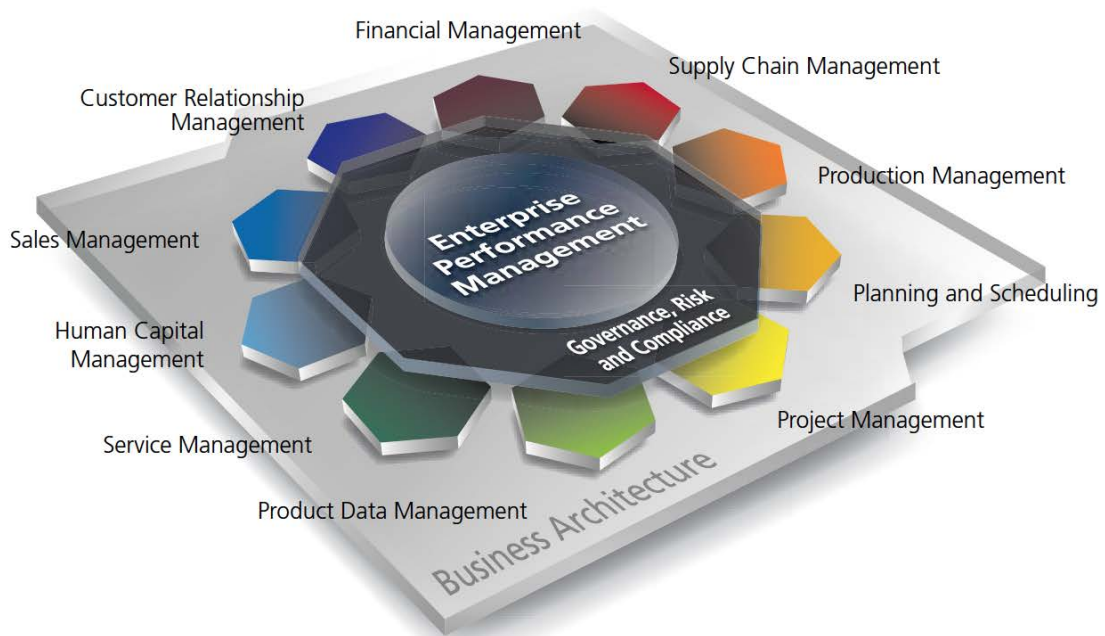 Financial Management
Supply Chain Management
Customer Relationship
Management
Production Management
Enterprise
Performance
Management
Sales Management
Planning and Scheduling
Governance, Risk
and Compliance
Human Capital
Management
Project Management
Service Management
Product Data Management
Business Architecture